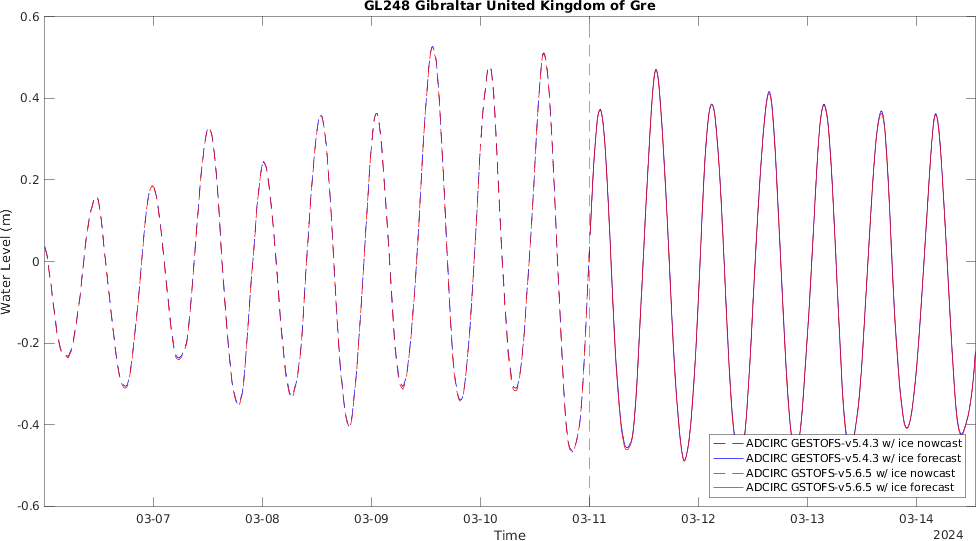 GL248 Gibraltar United Kingdom of Gre
0.6
0.4
0.2
0
-0.2
-0.4
-0.6
Water Level (m)
03-07 03-08 03-09 03-10 03-11 03-12 03-13 03-14
Time
2024
ADCIRC GESTOFS-v5.4.3 w/ ice nowcast
ADCIRC GESTOFS-v5.4.3 w/ ice forecast
ADCIRC GSTOFS-v5.6.5 w/ ice nowcast
ADCIRC GSTOFS-v5.6.5 w/ ice forecast